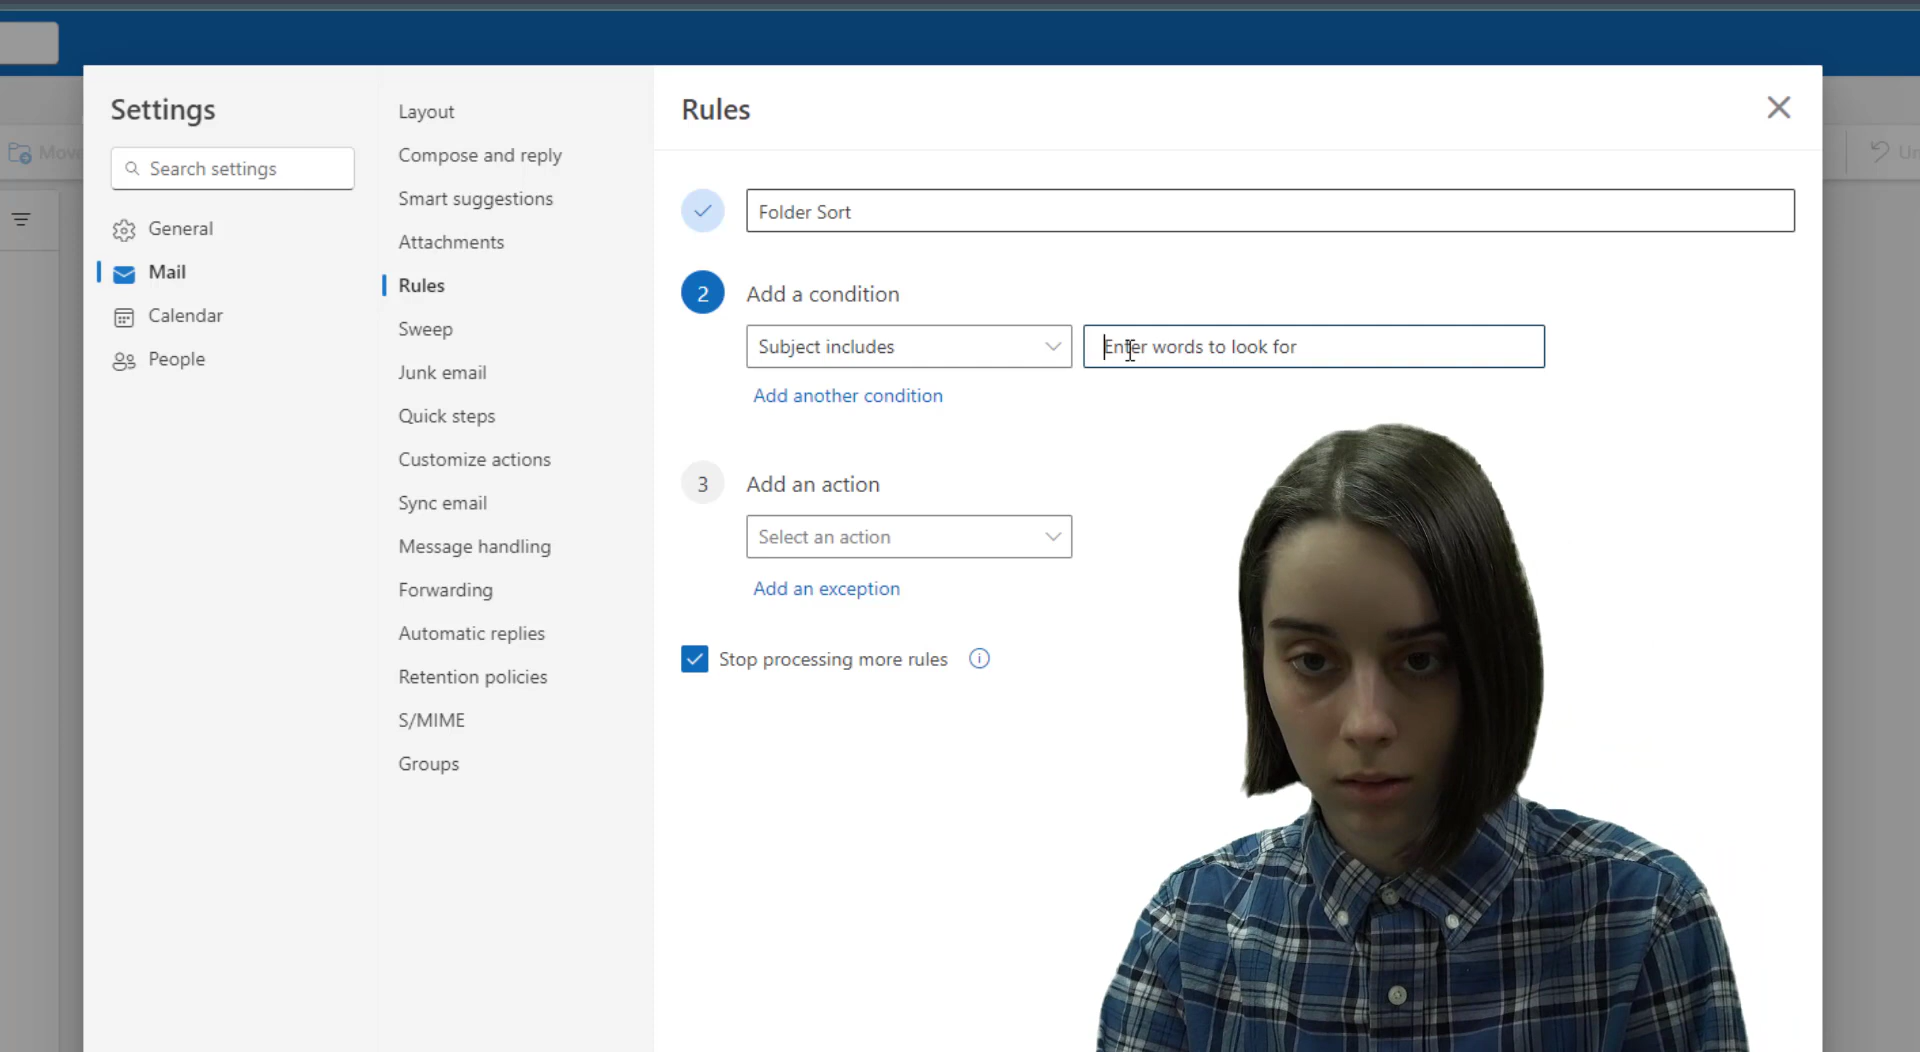 Move
Un
Settings
Search settings
General
Mail
Calendar
People
Layout
Compose and reply
Smart suggestions
Attachments
Rules
Sweep
Junk email
Quick steps
Customize actions
Sync email
Message handling
Forwarding
Automatic replies
Retention policies
S/MIME
Groups
Rules
Folder Sort
2 Add a condition
Subject includes Enter words to look for
Add another condition
3 Add an action
Select an action
Add an exception
Stop processing more rules